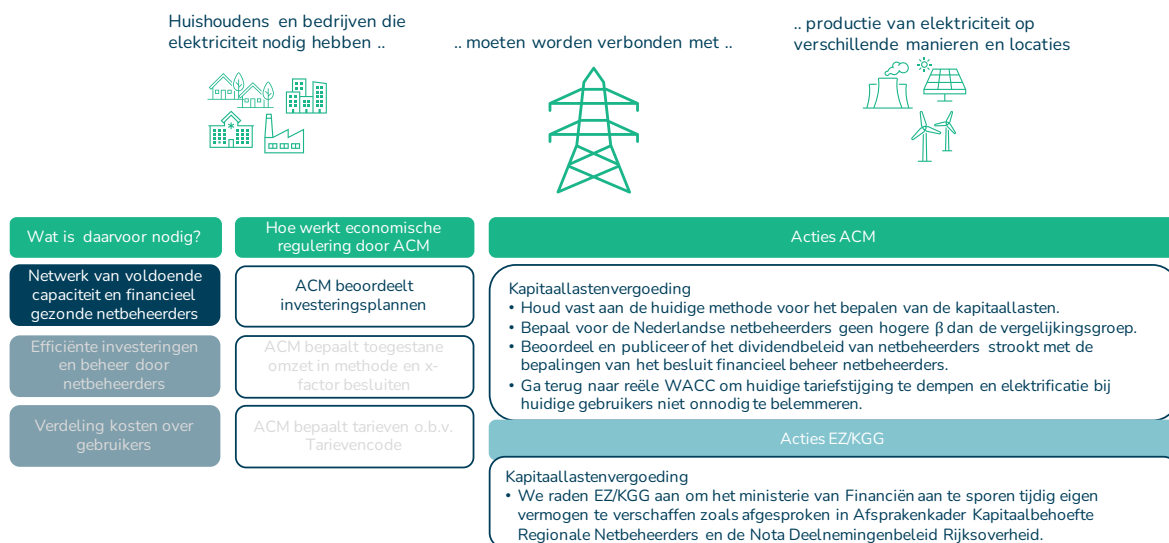 Huishoudens en bedrijven die
elektriciteit nodig hebben ..
.. moeten worden verbonden met ..
.. productie van elektriciteit op
verschillende manieren en locaties
Wat is daarvoor nodig?
Hoe werkt economische
regulering door ACM
Acties ACM
Netwerk van voldoende
capaciteit en financieel
gezonde netbeheerders
ACM beoordeelt
investeringsplannen
Efficiënte investeringen
en beheer door
netbeheerders
ACM bepaalt toegestane
omzet in methode en x-
factor besluiten
Verdeling kosten over
gebruikers
ACM bepaalt tarieven o.b.v.
Tarievencode
Kapitaallastenvergoeding
• Houd vast aan de huidige methode voor het bepalen van de kapitaallasten.
• Bepaal voor de Nederlandse netbeheerders geen hogere β dan de vergelijkingsgroep.
• Beoordeel en publiceer of het dividendbeleid van netbeheerders strookt met de
bepalingen van het besluit financieel beheer netbeheerders.
• Ga terug naar reële WACC om huidige tariefstijging te dempen en elektrificatie bij
huidige gebruikers niet onnodig te belemmeren.
Acties EZ/KGG
Kapitaallastenvergoeding
• We raden EZ/KGG aan om het ministerie van Financiën aan te sporen tijdig eigen
vermogen te verschaffen zoals afgesproken in Afsprakenkader Kapitaalbehoefte
Regionale Netbeheerders en de Nota Deelnemingenbeleid Rijksoverheid.